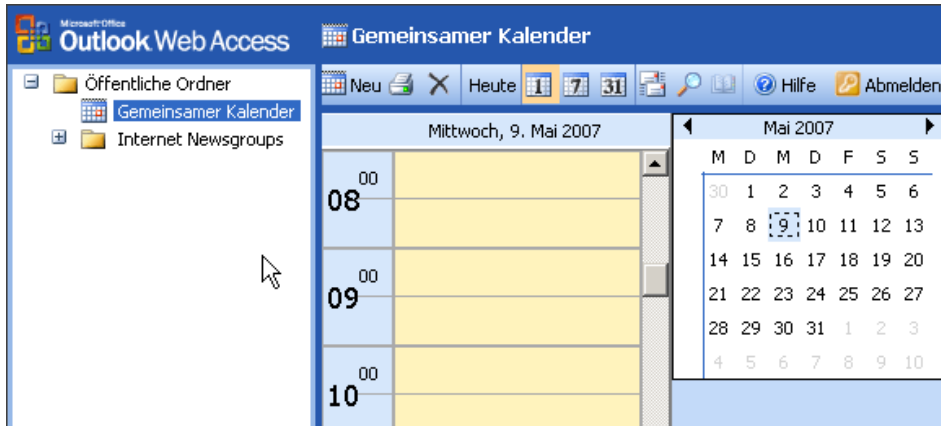 Microsoft Office
Outlook Web Access
Gemeinsamer Kalender
Öffentliche Ordner
Gemeinsamer Kalender
Internet Newsgroups
Neu Heute 1 7 31 Hilfe Abmelden
Mittwoch, 9. Mai 2007
08 00
09 00
10 00
Mai 2007
M D M D F S S
30 1 2 3 4 5 6
7 8 9 10 11 12 13
14 15 16 17 18 19 20
21 22 23 24 25 26 27
28 29 30 31 1 2 3
4 5 6 7 8 9 10